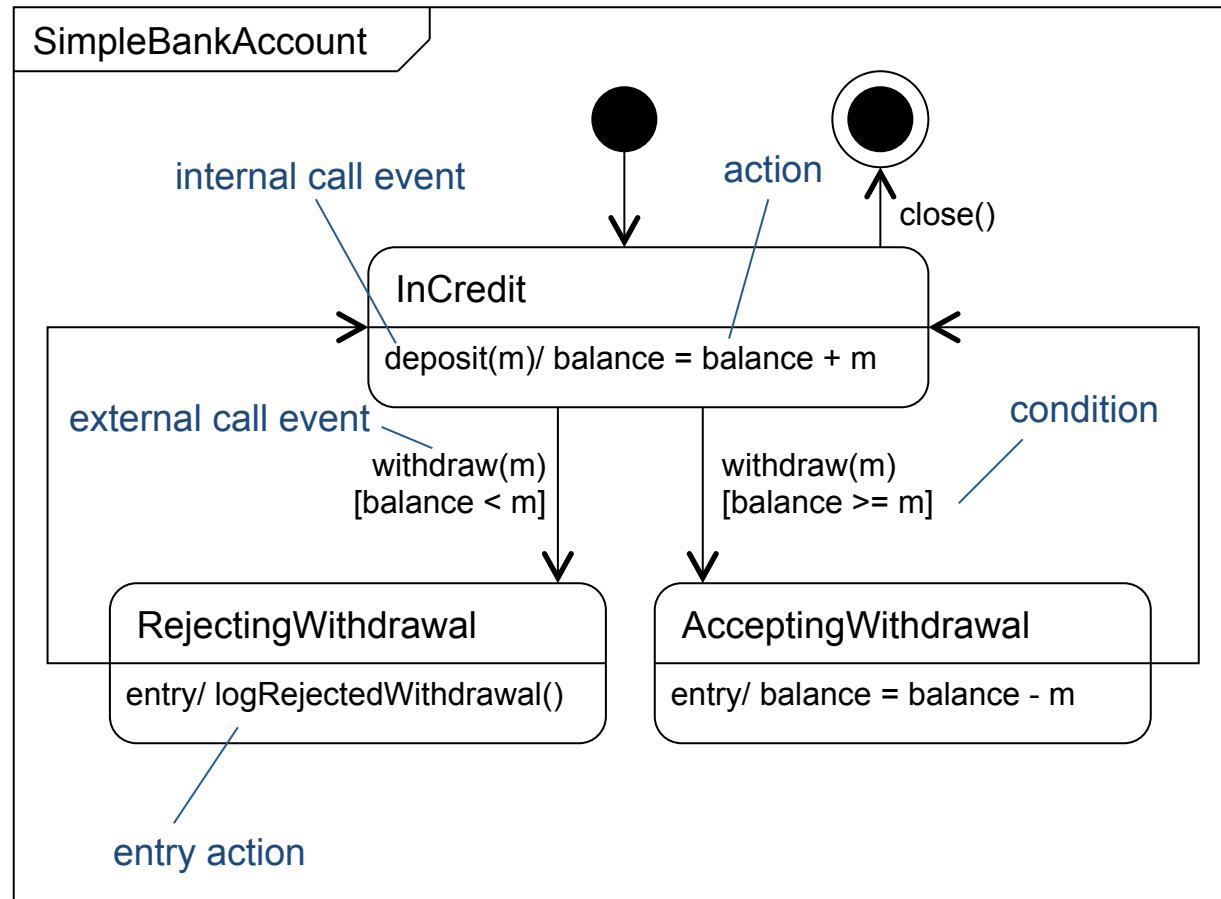 SimpleBankAccount
internal call event
action
close()
InCredit
deposit(m)/ balance = balance + m
external call event
condition
withdraw(m)
[balance < m]
withdraw(m)
[balance >= m]
RejectingWithdrawal
entry/ logRejectedWithdrawal()
AcceptingWithdrawal
entry/ balance = balance - m
entry action